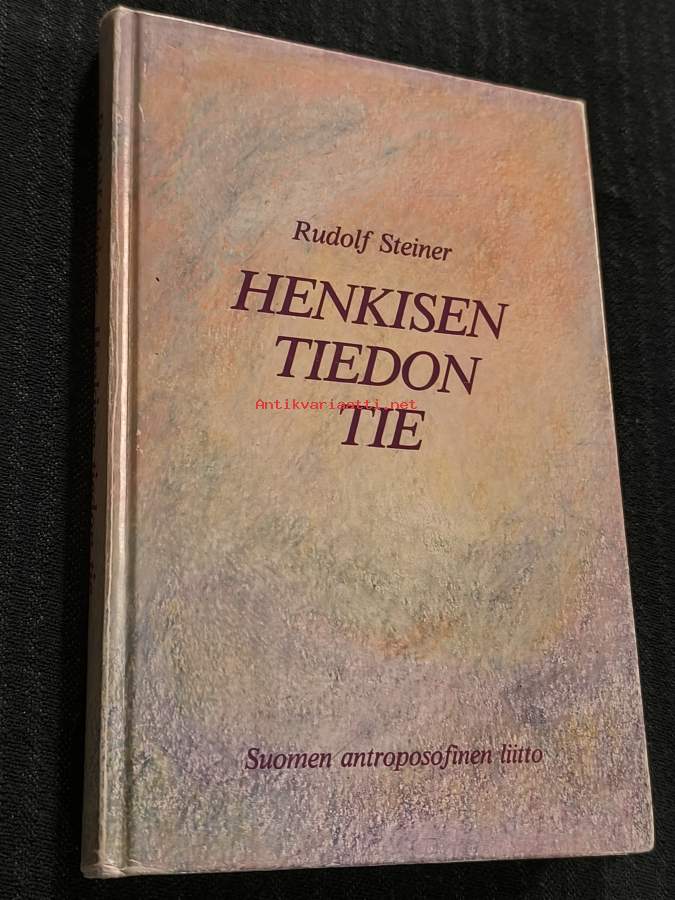 Rudolf Steiner
HENKISEN
TIEDON
Antikvariaatti.net
TIE
Suomen antroposofinen liitto